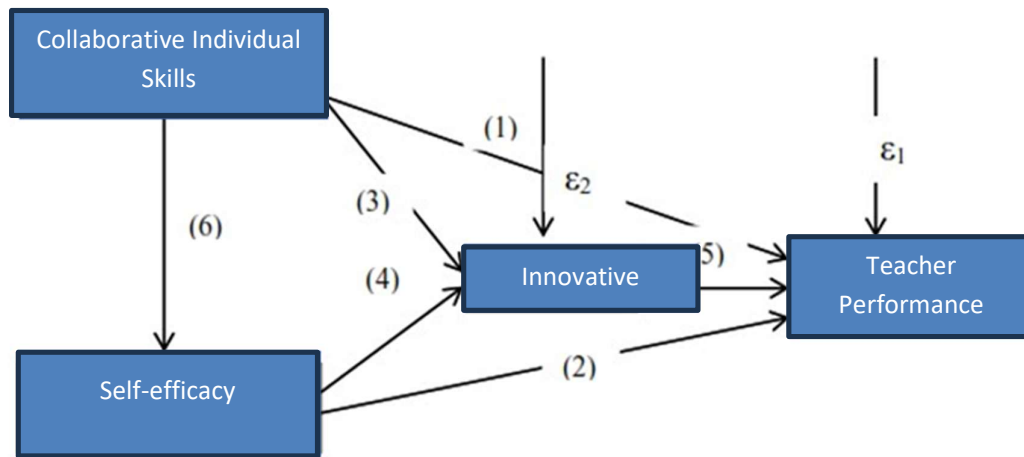 Collaborative Individual
Skills
(1)
ε1
ε2
(3)
(6)
(4)
Innovative
5)
Teacher
Performance
(2)
Self-efficacy